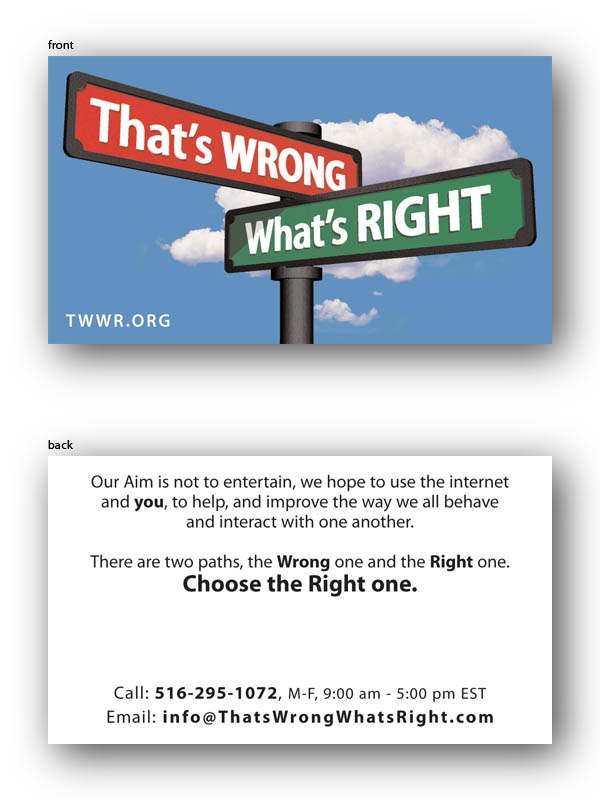 front
That's WRONG
What's RIGHT
TWWR.ORG
back
Our Aim is not to entertain, we hope to use the internet
and you, to help, and improve the way we all behave
and interact with one another.
There are two paths, the Wrong one and the Right one.
Choose the Right one.
Call: 516-295-1072, M-F, 9:00 am - 5:00 pm EST
Email: info@ThatsWrongWhatsRight.com